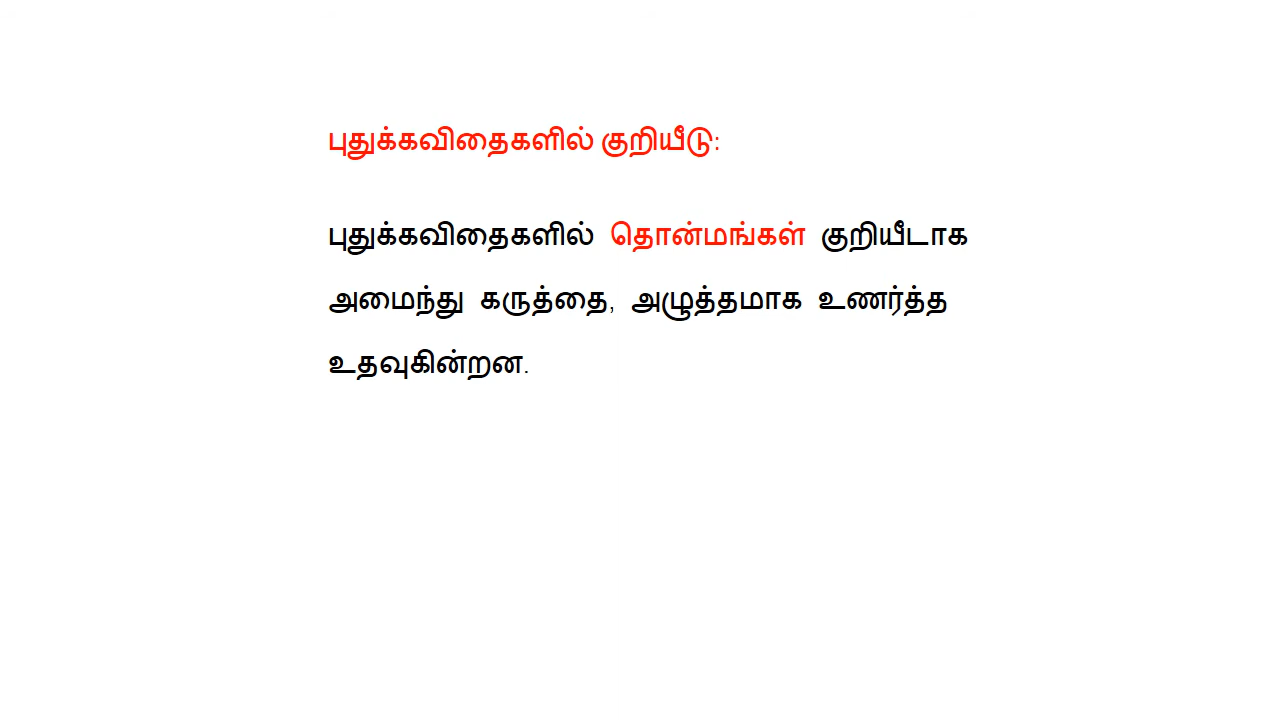 புதுக்கவிதைகளில் குறியீடு:
புதுக்கவிதைகளில் தொன்மங்கள் குறியீடாக
அமைந்து கருத்தை, அழுத்தமாக உணர்த்த
உதவுகின்றன.